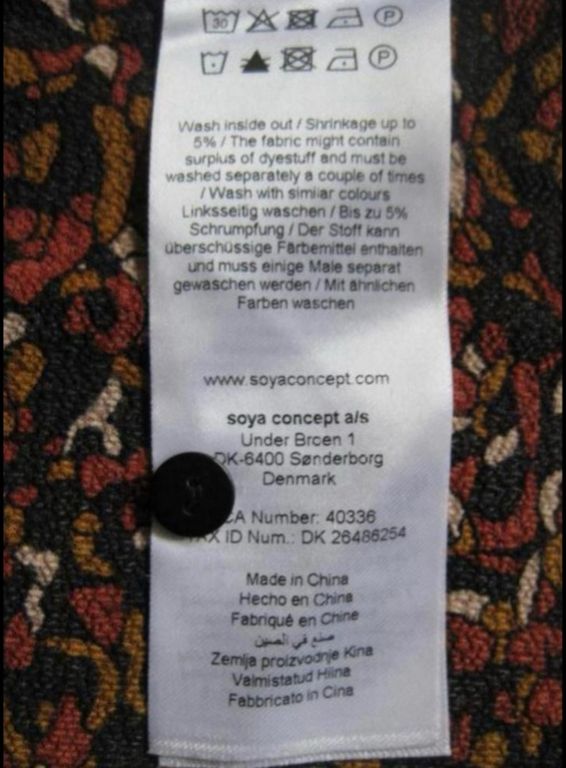 30 P
P
Wash inside out / Shrinkage up to
5% / The fabric might contain
surplus of dyestuff and must be
washed separately a couple of times
/ Wash with similar colours
Linksseitig waschen / Bis zu 5%
Schrumpfung / Der Stoff kann
überschüssige Färbemittel enthalten
und muss einige Male separat
gewaschen werden / Mit ähnlichen
Farben waschen
www.soyaconcept.com
soya concept a/s
Under Broen 1
DK-6400 Sønderborg
Denmark
CA Number: 40336
ID Num.: DK 26486254
Made in China
Hecho en China
Fabriqué en Chine
صنع في الصين
Zemlja proizvodnje Kina
Valmistatud Hiina
Fabbricato in Cina